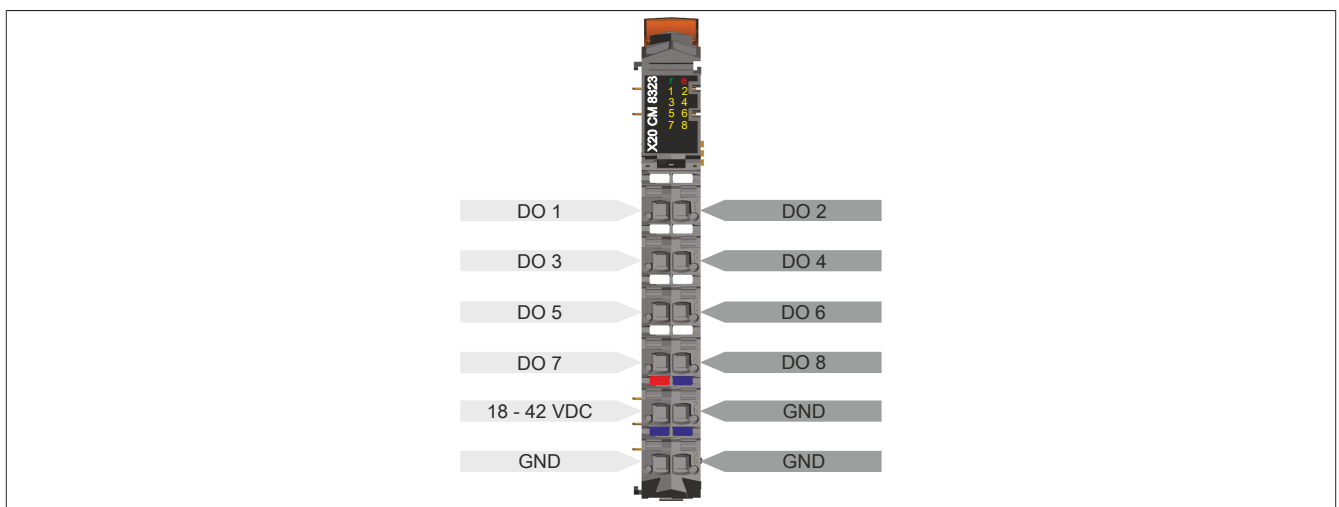 X20 CM 8323
r e
1 2
3 4
5 6
7 8
DO 1 DO 2
DO 3 DO 4
DO 5 DO 6
DO 7 DO 8
18 - 42 VDC GND
GND GND